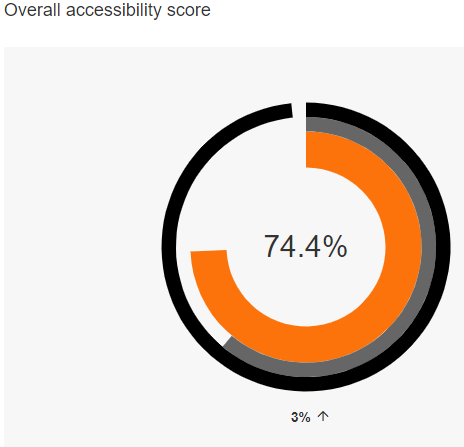 Overall accessibility score
74.4%
3% ↑